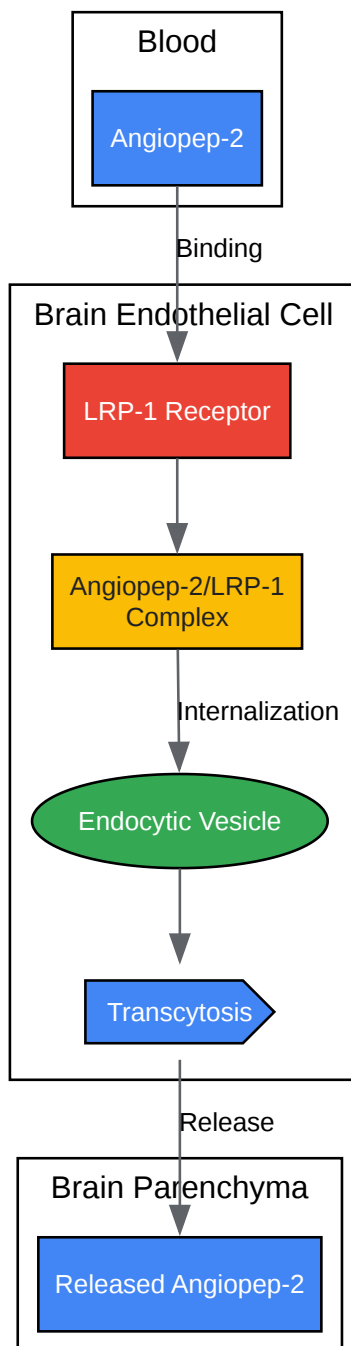 Blood
Angiopep-2
Binding
Brain Endothelial Cell
LRP-1 Receptor
Angiopep-2/LRP-1
Complex
Internalization
Endocytic Vesicle
Transcytosis
Release
Brain Parenchyma
Released Angiopep-2